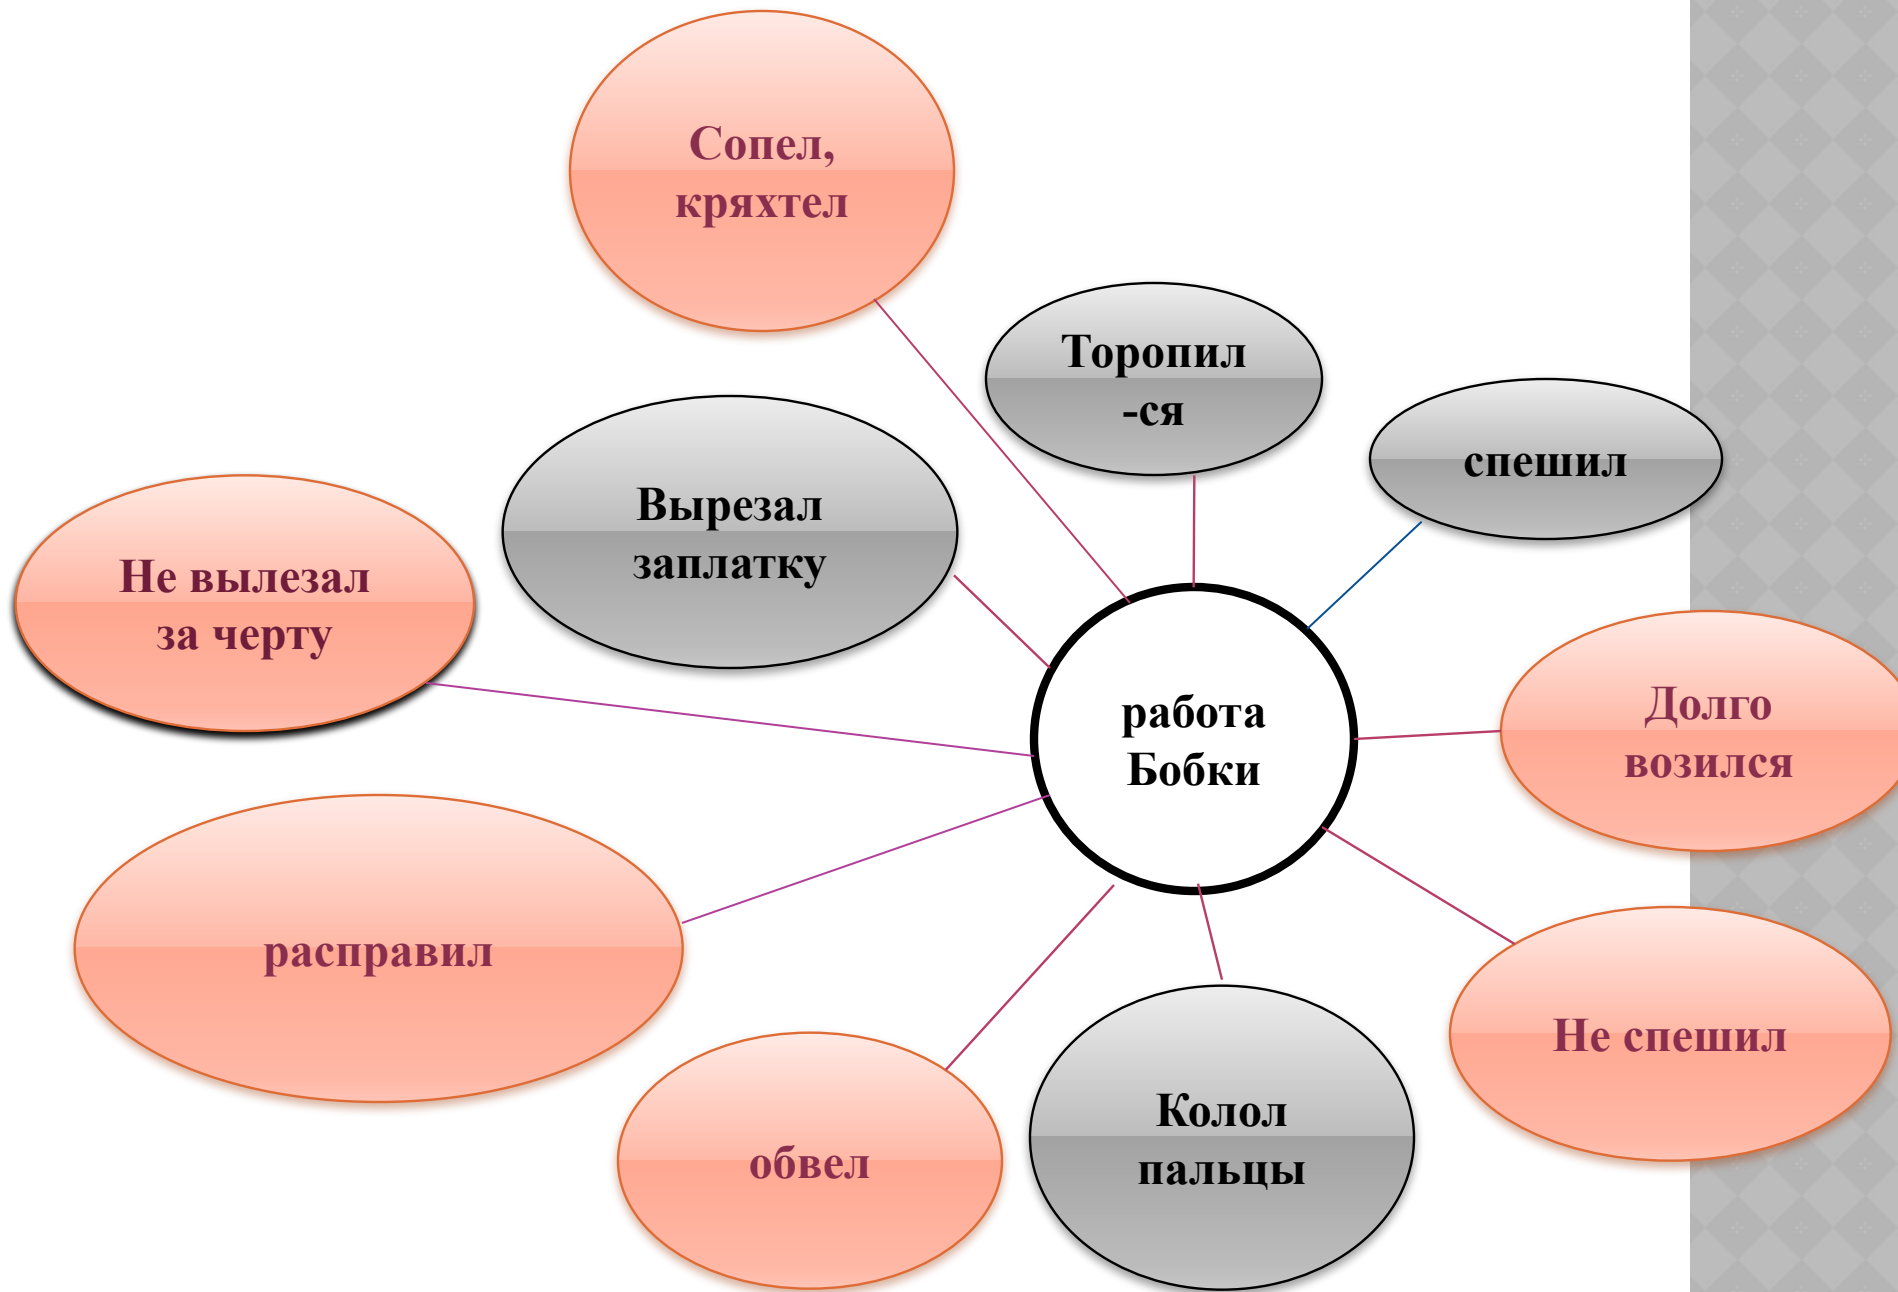 Сопел,
кряхтел
Торопил
-ся
спешил
Вырезал
заплатку
Не вылезал
за черту
работа
Бобки
Долго
возился
расправил
Не спешил
обвел
Колол
пальцы